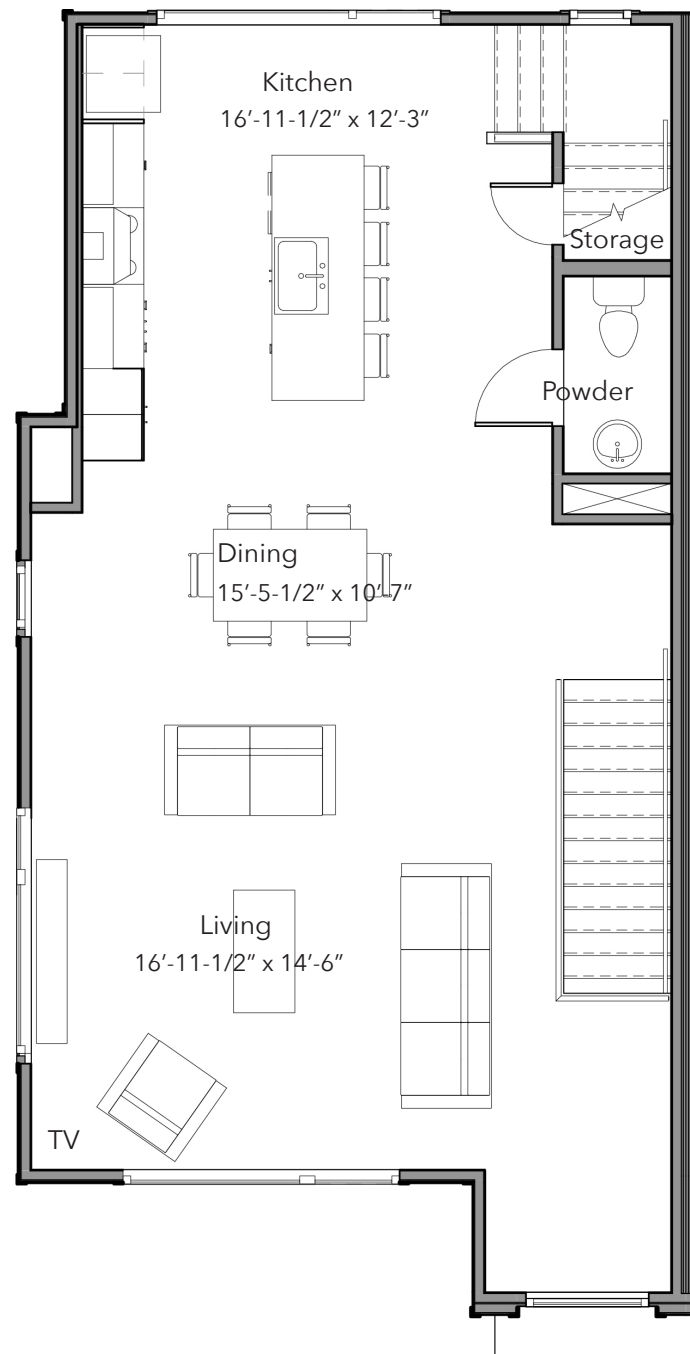 Kitchen
16’-11-1/2” x 12’-3”
Storage
Powder
Dining
15’-5-1/2” x 10’-7”
Living
16’-11-1/2” x 14’-6”
TV